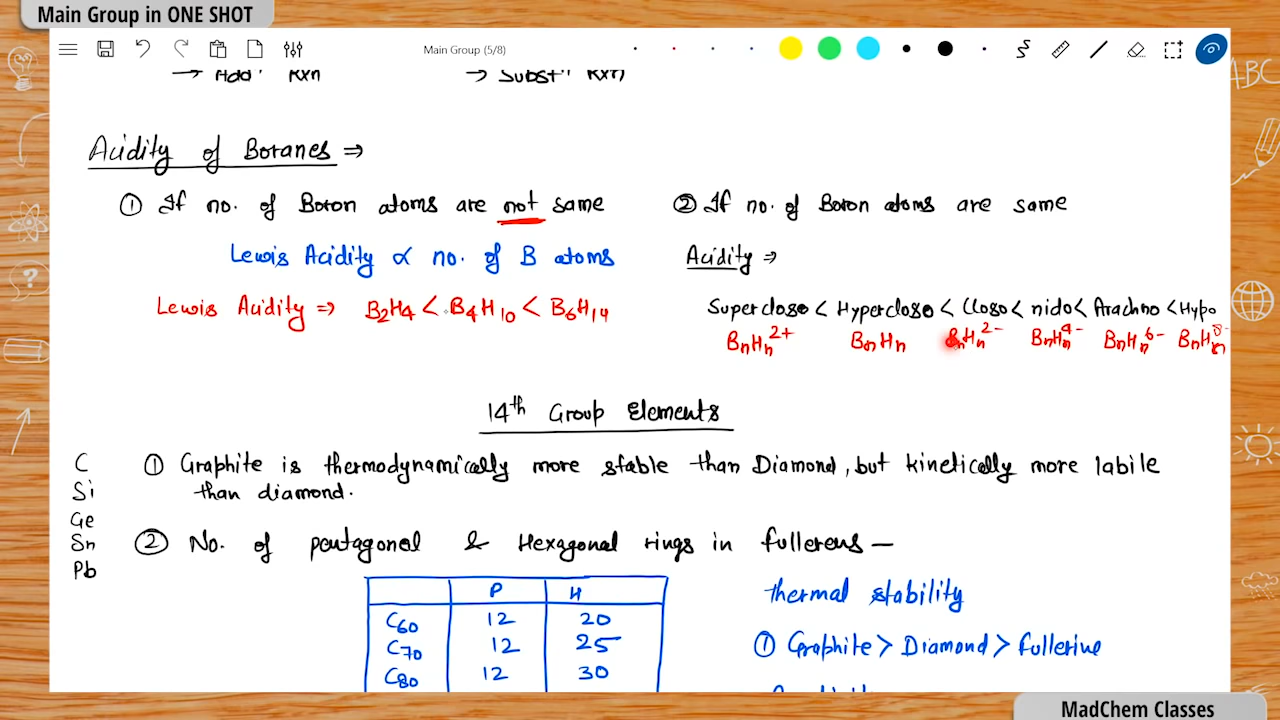 Main Group in ONE SHOT
Main Group (5/8)
→ Addⁿ Rxn → Substⁿ Rxn
Acidity of Boranes ⇒
① If no. of Boron atoms are not same
Lewis Acidity ∝ no. of B atoms
Lewis Acidity ⇒ B2H4 < B4H10 < B6H14
② If no. of Boron atoms are same
Acidity ⇒
Supercloso < Hypercloso < Closo < nido < Arachno < Hypo
BnHn²⁺ BnHn BnHn²⁻ BnHn⁴⁻ BnHn⁶⁻ BnHn⁸⁻
14th Group Elements
C
Si
Ge
Sn
Pb
① Graphite is thermodynamically more stable than Diamond, but kinetically more labile
than diamond.
② No. of pentagonal & Hexagonal rings in fullerens —
P H
C60 12 20
C70 12 25
C80 12 30
thermal stability
① Graphite > Diamond > fullerine
MadChem Classes